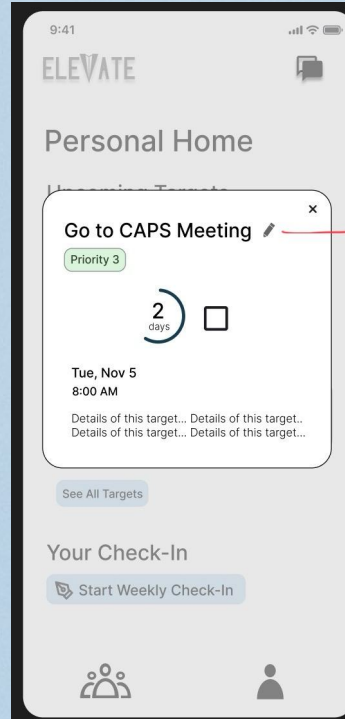 9:41
ELEVATE
Personal Home
Upcoming Targets
×
Go to CAPS Meeting
Priority 3
2
days
Tue, Nov 5
8:00 AM
Details of this target... Details of this target..
Details of this target... Details of this target...
See All Targets
Your Check-In
Start Weekly Check-In